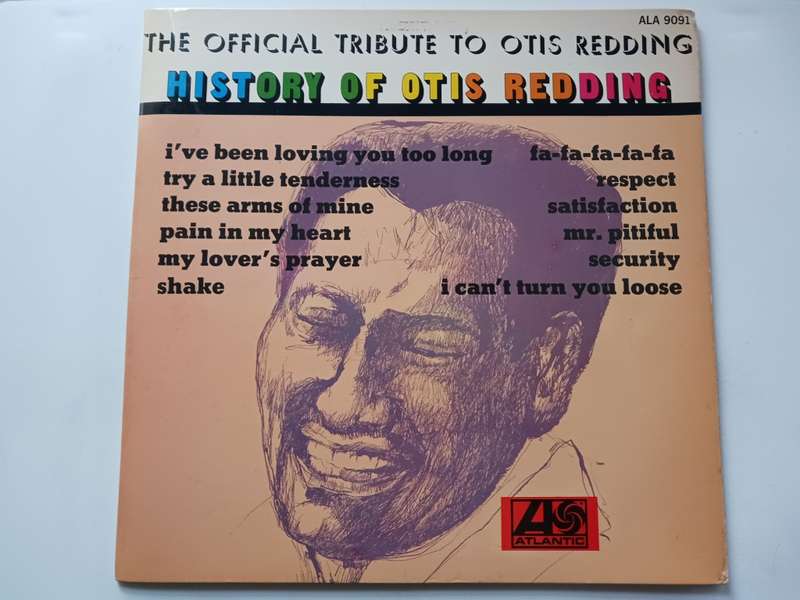 ALA 9091
THE OFFICIAL TRIBUTE TO OTIS REDDING
HISTORY OF OTIS REDDING
i've been loving you too long fa-fa-fa-fa-fa
try a little tenderness respect
these arms of mine satisfaction
pain in my heart mr. pitiful
my lover's prayer security
shake i can't turn you loose
ATLANTIC